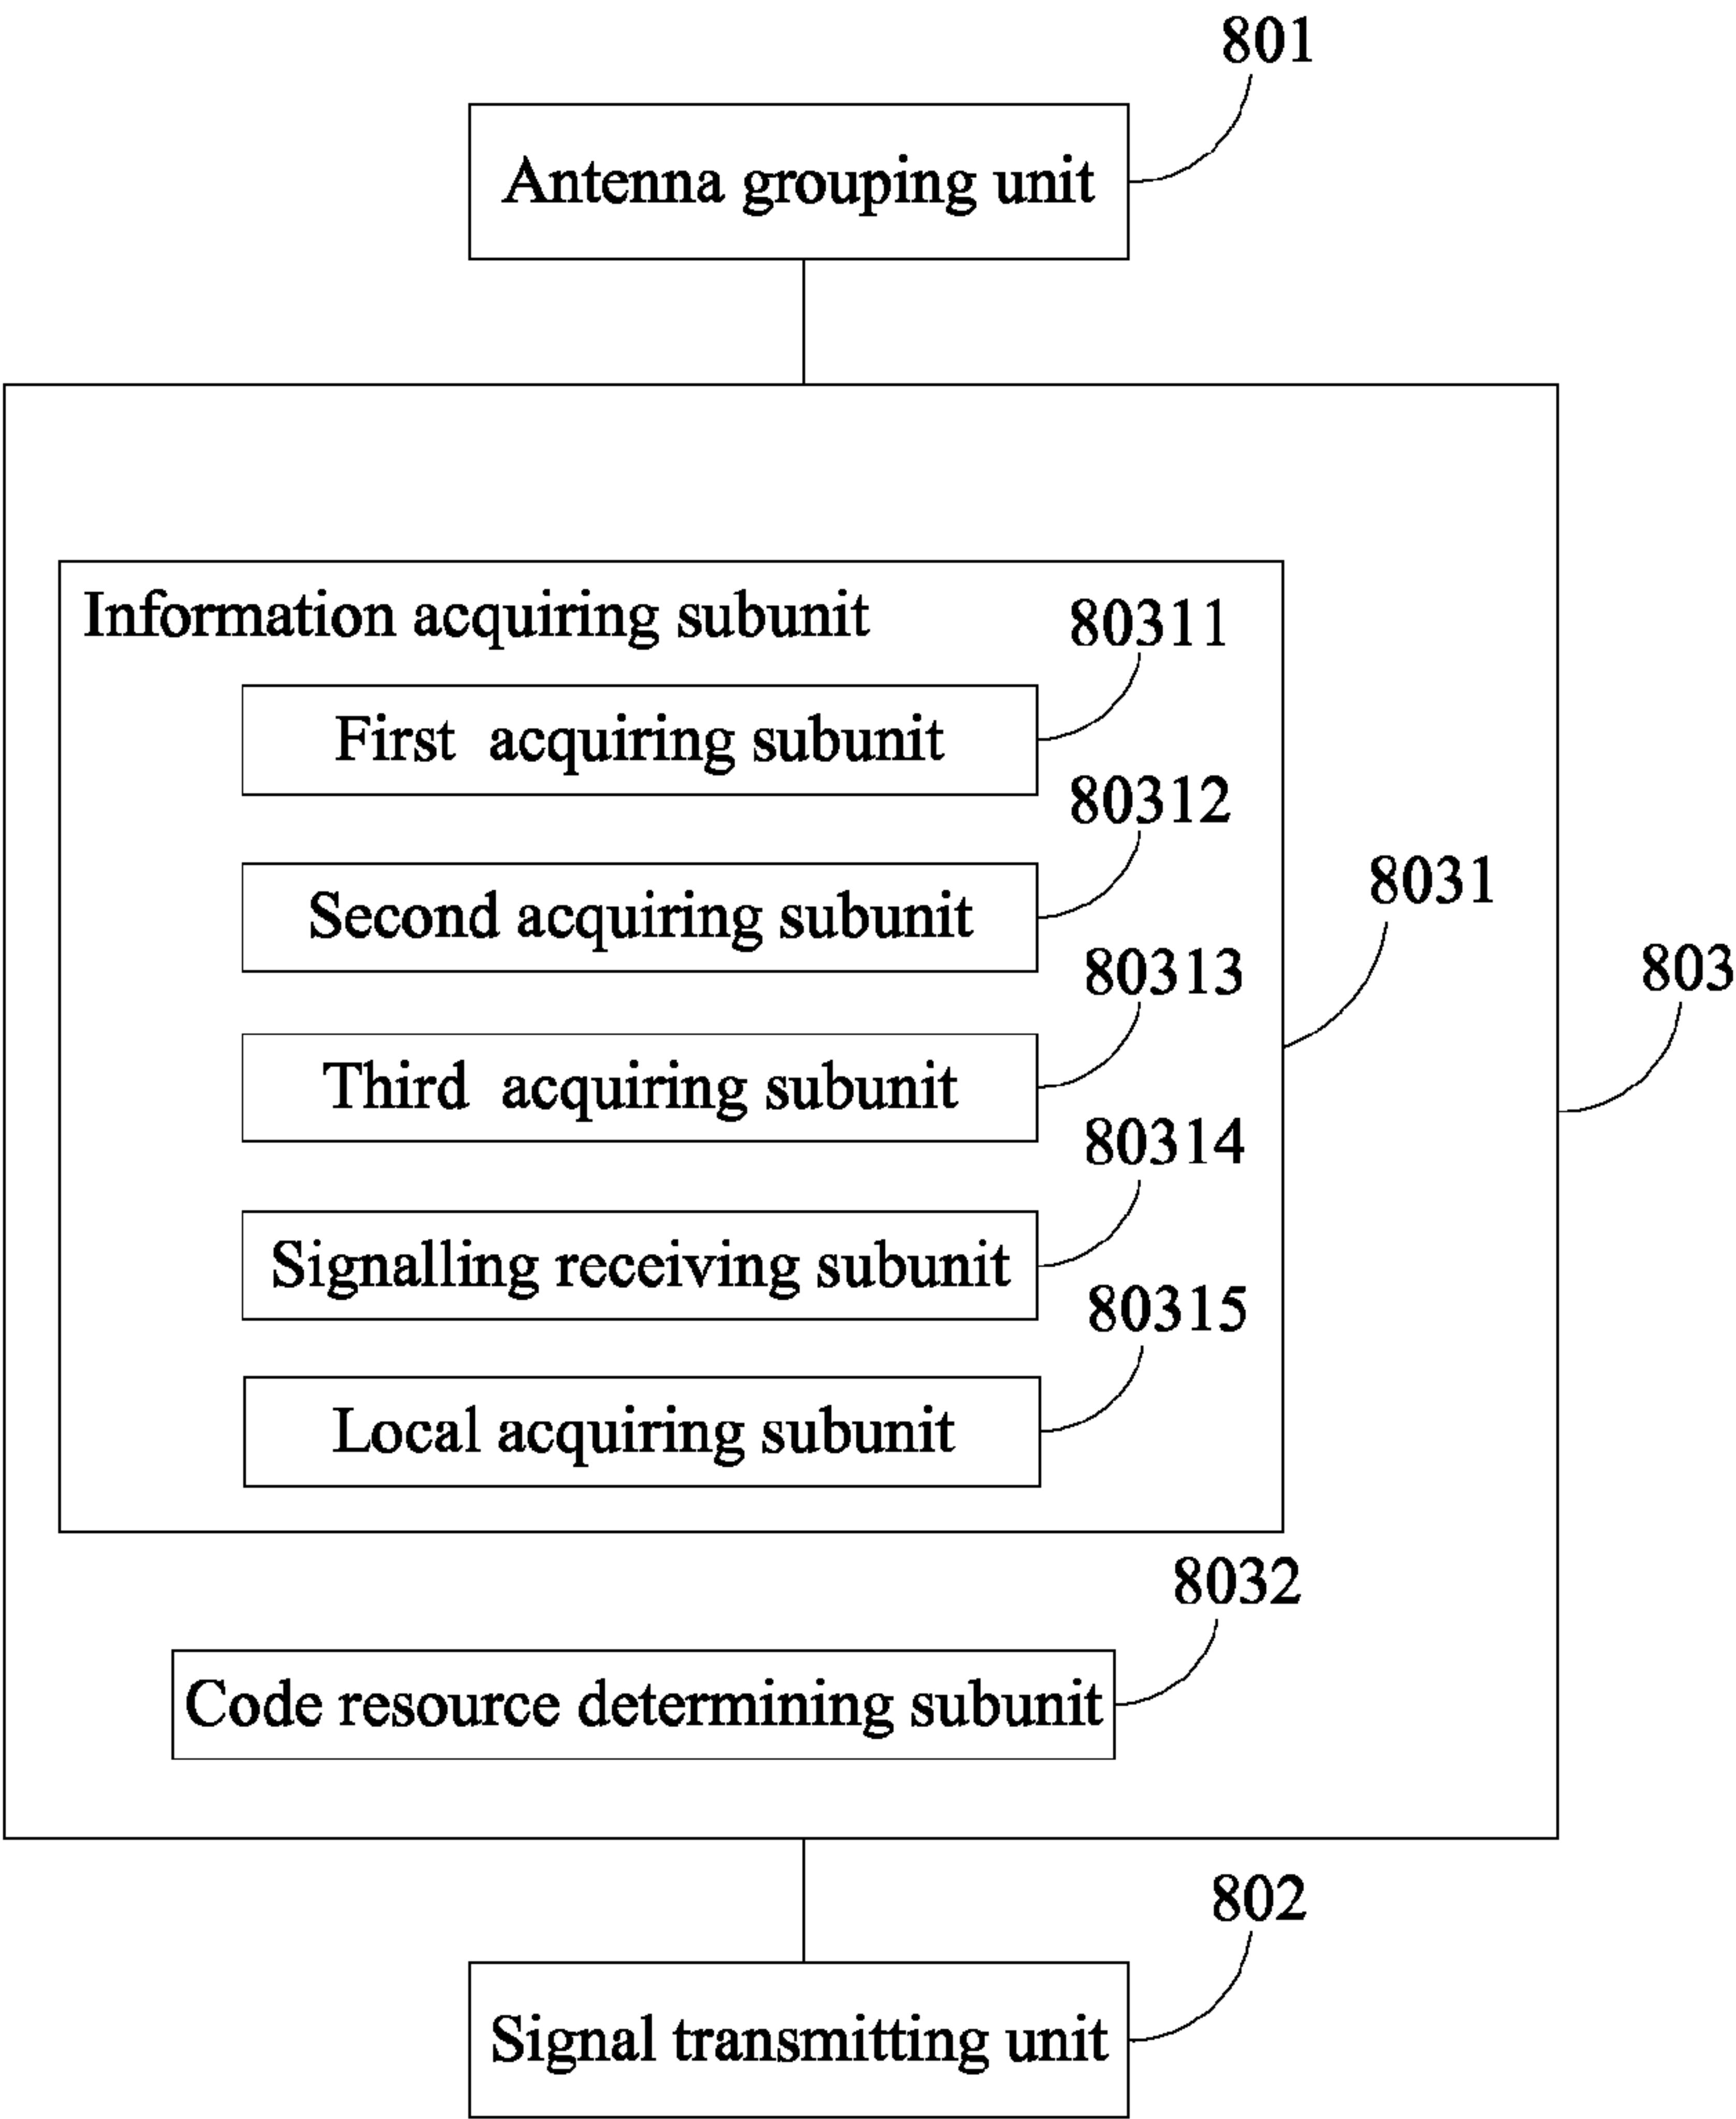 801
Antenna grouping unit
Information acquiring subunit
80311
First acquiring subunit
80312
Second acquiring subunit
8031
80313
803
Third acquiring subunit
80314
Signalling receiving subunit
80315
Local acquiring subunit
8032
Code resource determining subunit
802
Signal transmitting unit